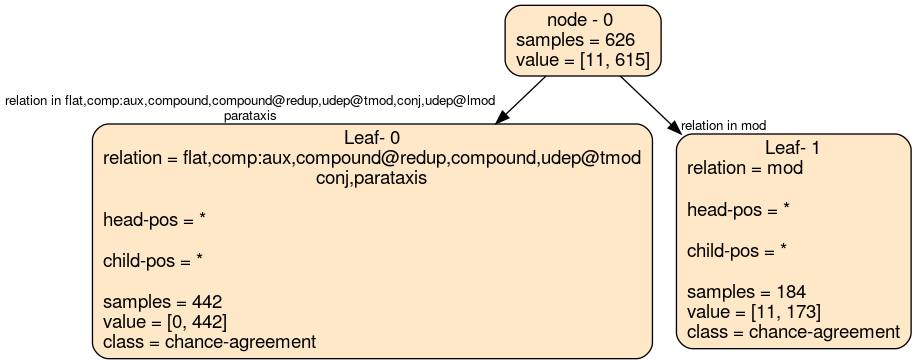 node - 0
samples = 626
value = [11, 615]
relation in flat,comp:aux,compound,compound@redup,udep@tmod,conj,udep@lmod
parataxis
relation in mod
Leaf- 0
relation = flat,comp:aux,compound@redup,compound,udep@tmod
conj,parataxis
head-pos = *
child-pos = *
samples = 442
value = [0, 442]
class = chance-agreement
Leaf- 1
relation = mod
head-pos = *
child-pos = *
samples = 184
value = [11, 173]
class = chance-agreement